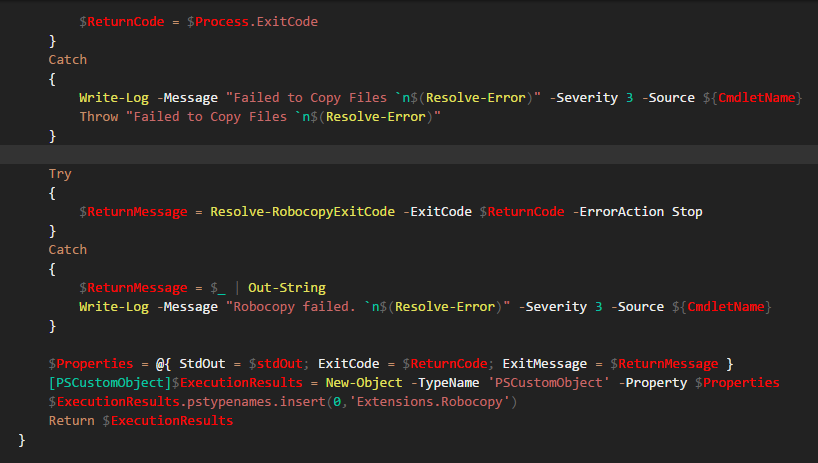 $ReturnCode = $Process.ExitCode
}
Catch
{
Write-Log -Message "Failed to Copy Files `n$(Resolve-Error)" -Severity 3 -Source ${CmdletName}
Throw "Failed to Copy Files `n$(Resolve-Error)"
}
Try
{
$ReturnMessage = Resolve-RobocopyExitCode -ExitCode $ReturnCode -ErrorAction Stop
}
Catch
{
$ReturnMessage = $_ | Out-String
Write-Log -Message "Robocopy failed. `n$(Resolve-Error)" -Severity 3 -Source ${CmdletName}
}
$Properties = @{ StdOut = $stdOut; ExitCode = $ReturnCode; ExitMessage = $ReturnMessage }
[PSCustomObject]$ExecutionResults = New-Object -TypeName 'PSCustomObject' -Property $Properties
$ExecutionResults.pstypenames.insert(0,'Extensions.Robocopy')
Return $ExecutionResults
}